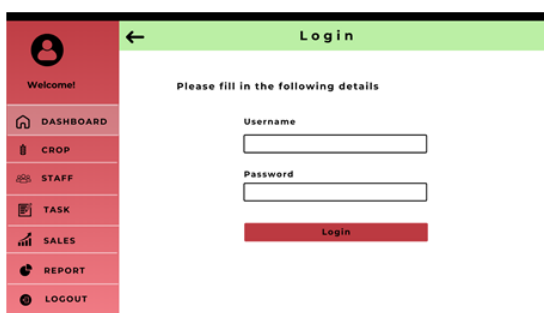 Login
Welcome!
Please fill in the following details
DASHBOARD
Username
CROP
STAFF
Password
TASK
Login
SALES
REPORT
LOGOUT